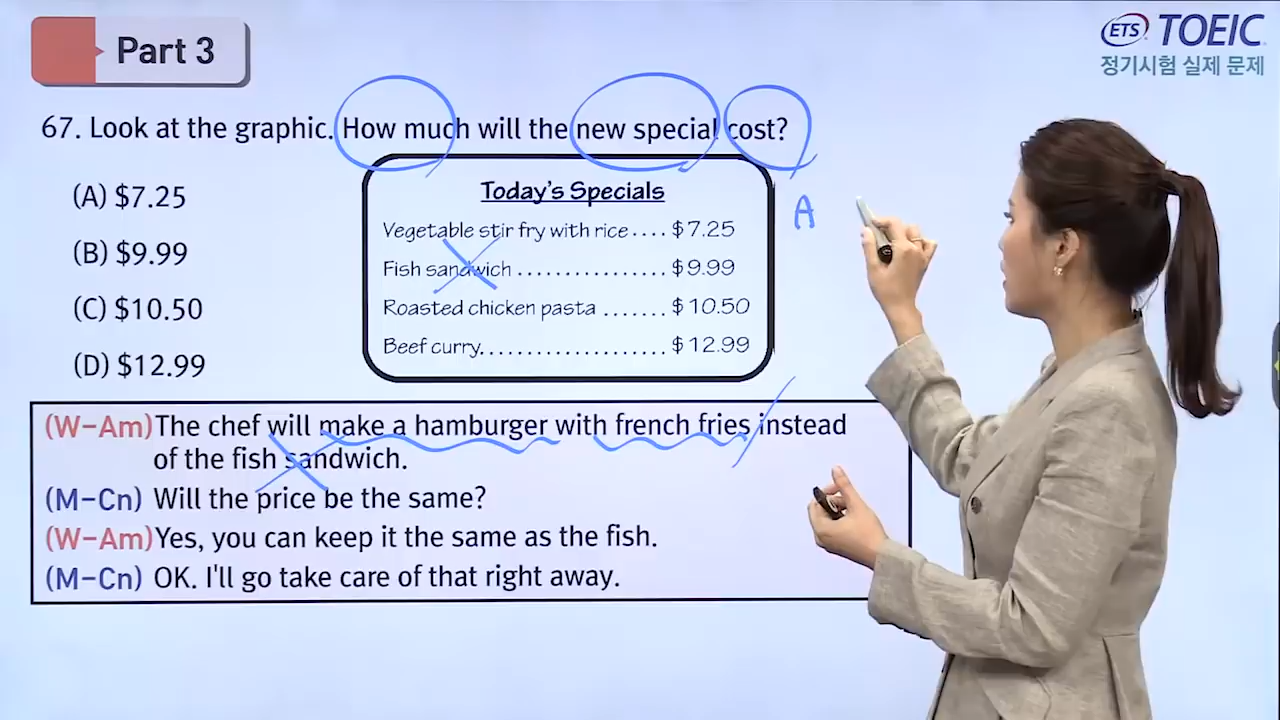 Part 3
ETS TOEIC
정기시험 실제 문제
67. Look at the graphic. How much will the new special cost?
(A) $7.25
(B) $9.99
(C) $10.50
(D) $12.99
Today's Specials
Vegetable stir fry with rice .... $7.25
Fish sandwich ................ $9.99
Roasted chicken pasta ....... $10.50
Beef curry.................... $12.99
A
(W-Am) The chef will make a hamburger with french fries instead
of the fish sandwich.
(M-Cn) Will the price be the same?
(W-Am) Yes, you can keep it the same as the fish.
(M-Cn) OK. I'll go take care of that right away.